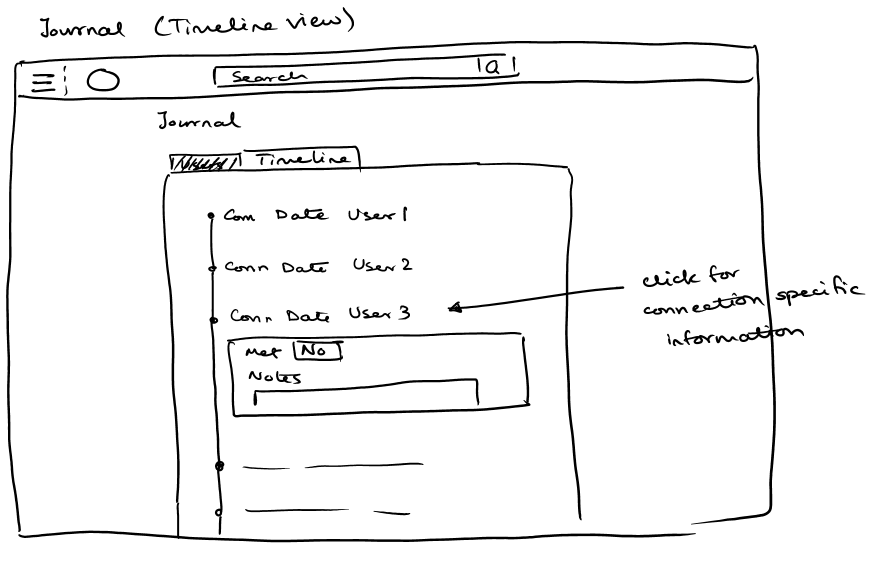 Journal (Timeline view)
Search
Journal
Timeline
Conn Date User 1
Conn Date User 2
Conn Date User 3
click for
connection specific
information
Met No
Notes